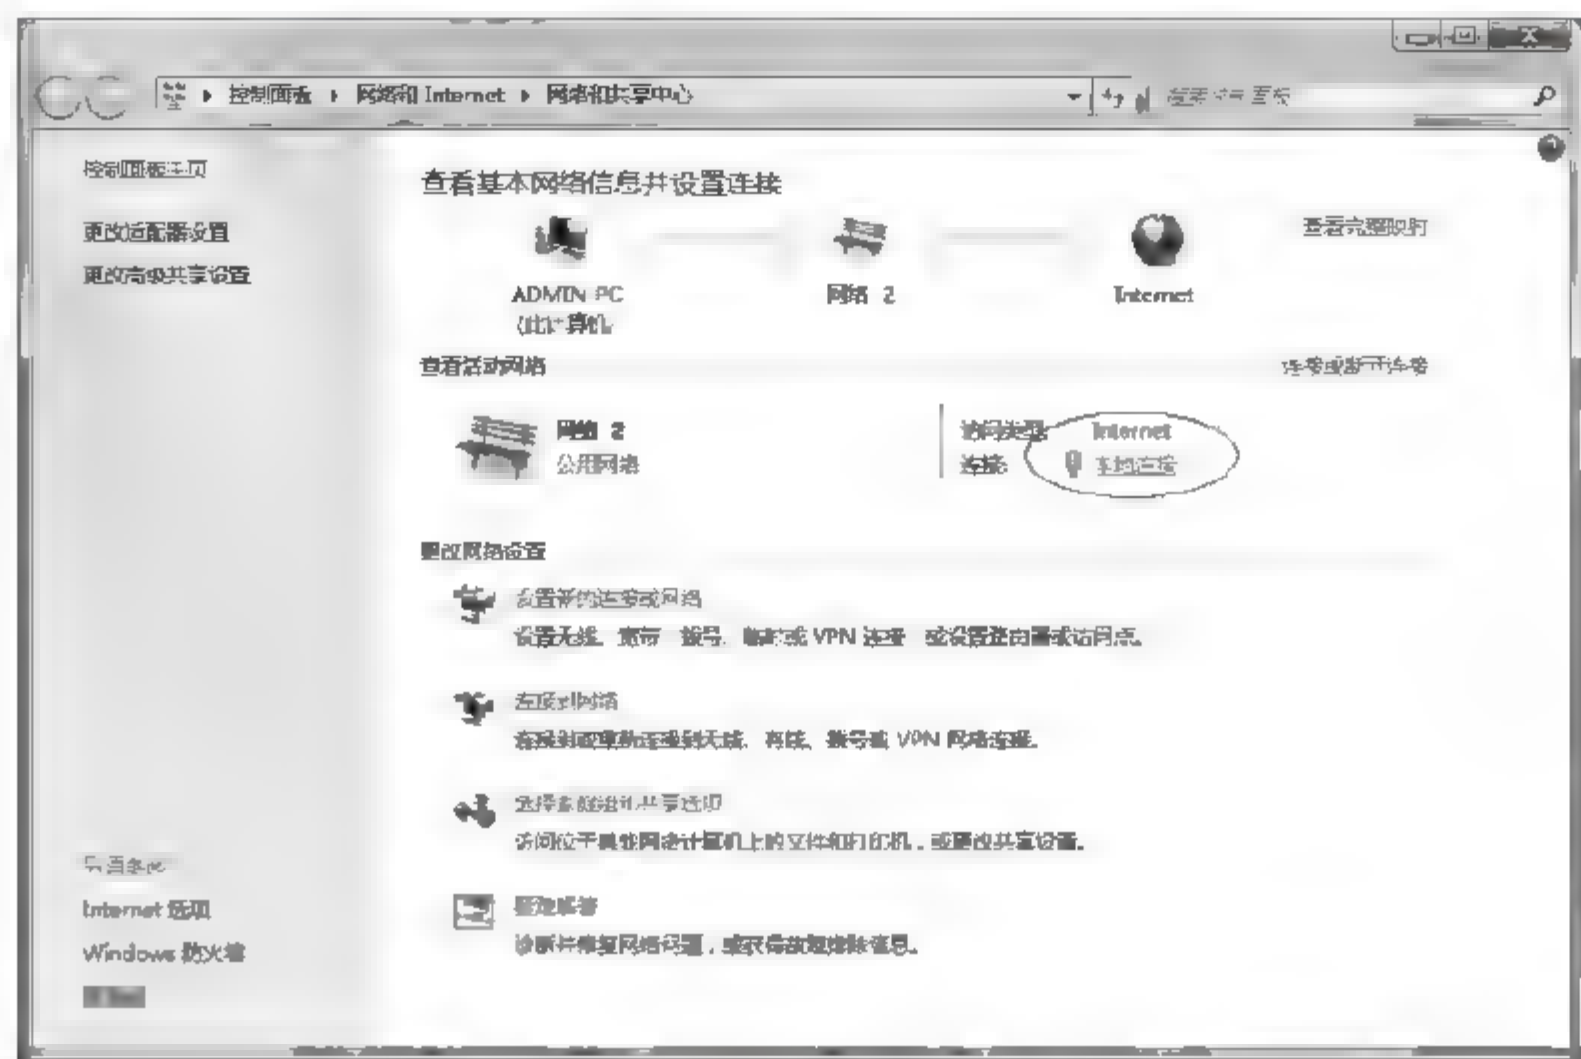 控制面板 ▸ 网络和 Internet ▸ 网络和共享中心
控制面板主页
更改适配器设置
更改高级共享设置
查看基本网络信息并设置连接
查看完整映射
ADMIN-PC
(此计算机)
网络 2
Internet
查看活动网络
连接或断开连接
网络 2
公用网络
访问类型: Internet
连接: 本地连接
更改网络设置
设置新的连接或网络
设置无线、宽带、拨号、临时或 VPN 连接；或设置路由器或访问点。
连接到网络
连接到或重新连接到无线、有线、拨号或 VPN 网络连接。
选择家庭组和共享选项
访问位于其他网络计算机上的文件和打印机，或更改共享设置。
疑难解答
诊断并修复网络问题，或获得故障排除信息。
另请参阅
Internet 选项
Windows 防火墙